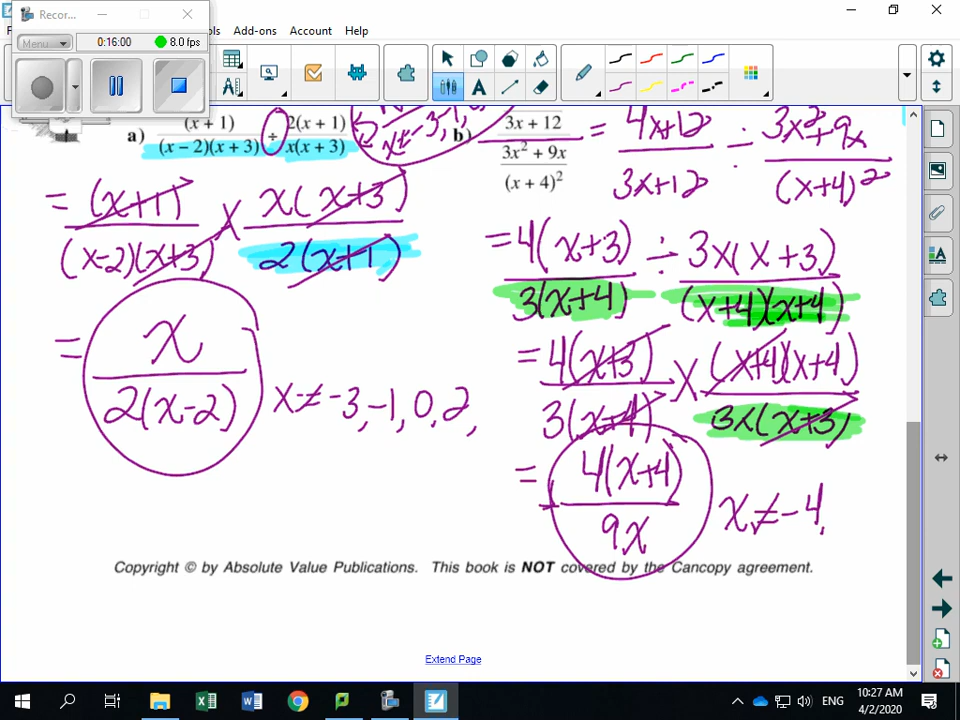 Recor...
Menu
0:16:00
8.0 fps
ols Add-ons Account Help
a) (x + 1) / (x − 2)(x + 3) ÷ 2(x + 1) / x(x + 3)
x≠ -3, -1,
b) 3x + 12 / (3x² + 9x / (x + 4)²)
= 4x+12 / 3x+12 ÷ 3x²+9x / (x+4)²
= (x+1) / (x-2)(x+3) X x(x+3) / 2(x+1)
= 4(x+3) / 3(x+4) ÷ 3x(x+3) / (x+4)(x+4)
= x / 2(x-2) x≠ -3, -1, 0, 2,
= 4(x+3) / 3(x+4) X (x+4)(x+4) / 3x(x+3)
= 4(x+4) / 9x x≠ -4,
Copyright © by Absolute Value Publications. This book is NOT covered by the Cancopy agreement.
Extend Page
ENG
10:27 AM
4/2/2020